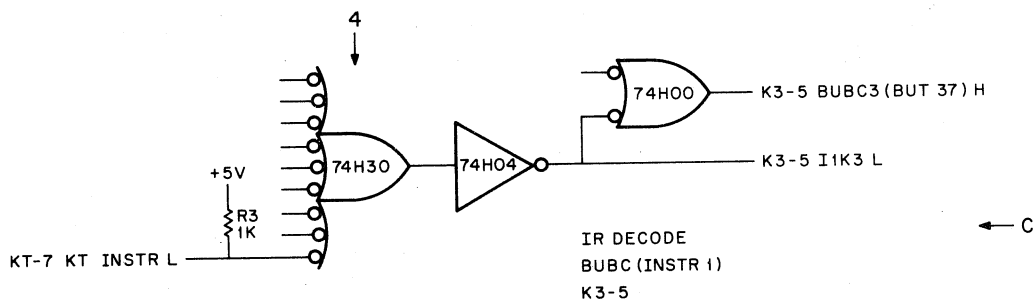 4
74H00
K3-5 BUBC3 (BUT 37) H
74H30
74H04
K3-5 I1K3 L
+5V
R3
1K
KT-7 KT INSTR L
IR DECODE
BUBC (INSTR 1)
K3-5
C